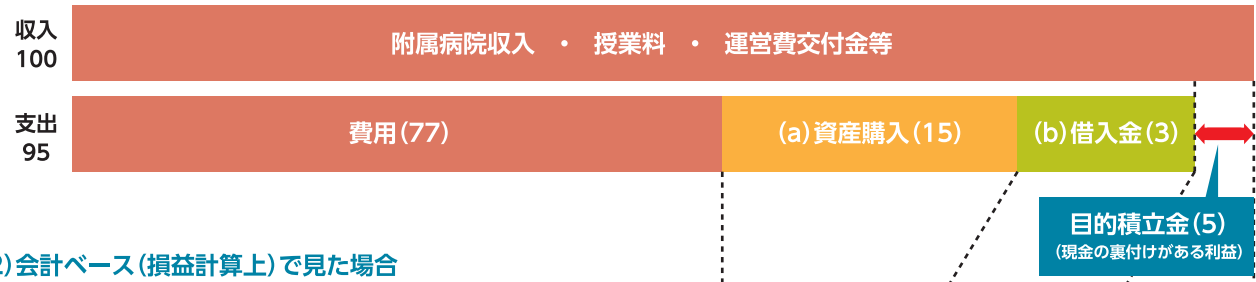 収入
100
附属病院収入 ・ 授業料 ・ 運営費交付金等
支出
95
費用（77）
（a）資産購入（15）
（b）借入金（3）
目的積立金（5）
（現金の裏付けがある利益）
2）会計ベース（損益計算上）で見た場合